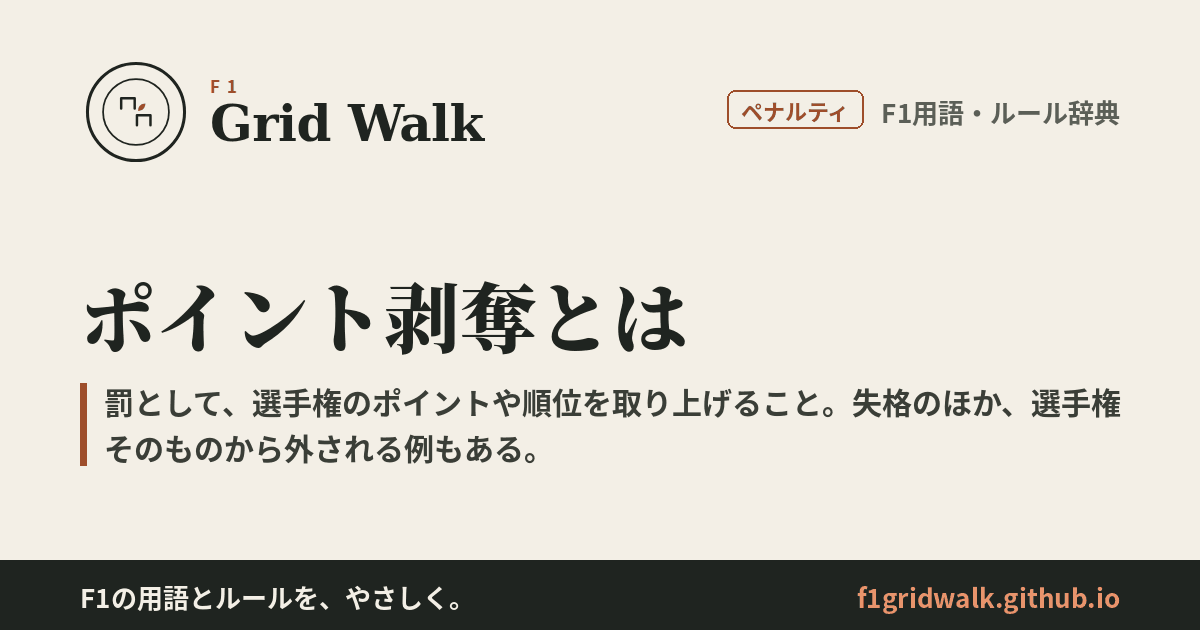 F1
Grid Walk
ペナルティ
F1用語・ルール辞典
ポイント剥奪とは
罰として、選手権のポイントや順位を取り上げること。失格のほか、選手権
そのものから外される例もある。
F1の用語とルールを、やさしく。
f1gridwalk.github.io